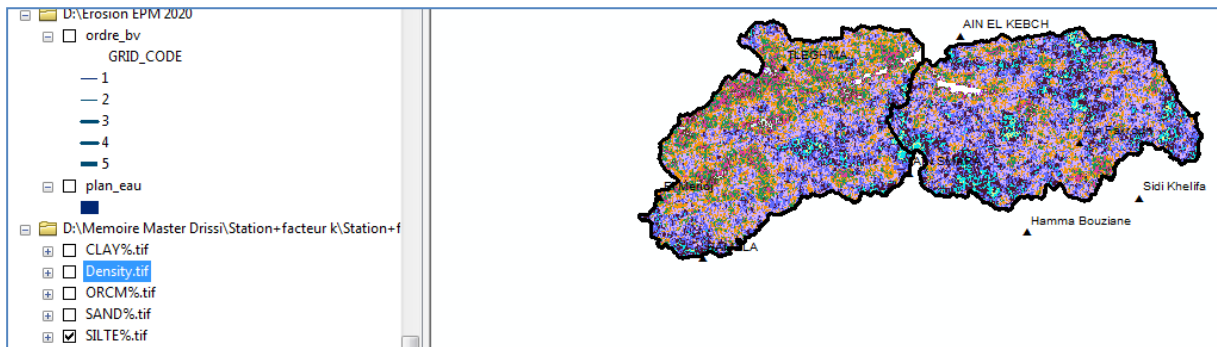 D:\Erosion EPM 2020
ordre_bv
GRID_CODE
1
2
3
4
5
plan_eau
D:\Memoire Master Drissi\Station+facteur k\Station+f
CLAY%.tif
Density.tif
ORCM%.tif
SAND%.tif
SILTE%.tif
AIN EL KEBCH
TLEGHMA
Sidi Khelifa
Hamma Bouziane